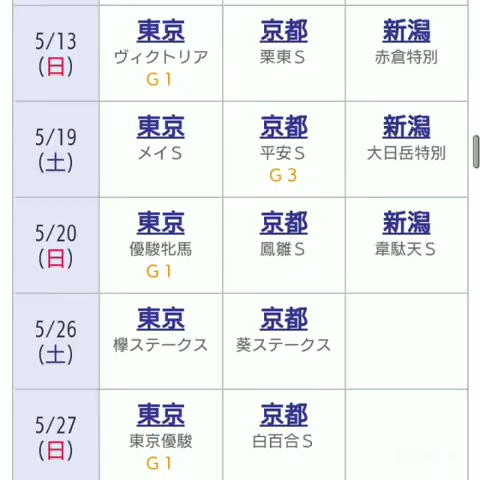 5/13
(日)
東京
ヴィクトリア
G1
京都
栗東S
新潟
赤倉特別
5/19
(土)
東京
メイS
京都
平安S
G3
新潟
大日岳特別
5/20
(日)
東京
優駿牝馬
G1
京都
鳳雛S
新潟
韋駄天S
5/26
(土)
東京
欅ステークス
京都
葵ステークス
5/27
(日)
東京
東京優駿
G1
京都
白百合S